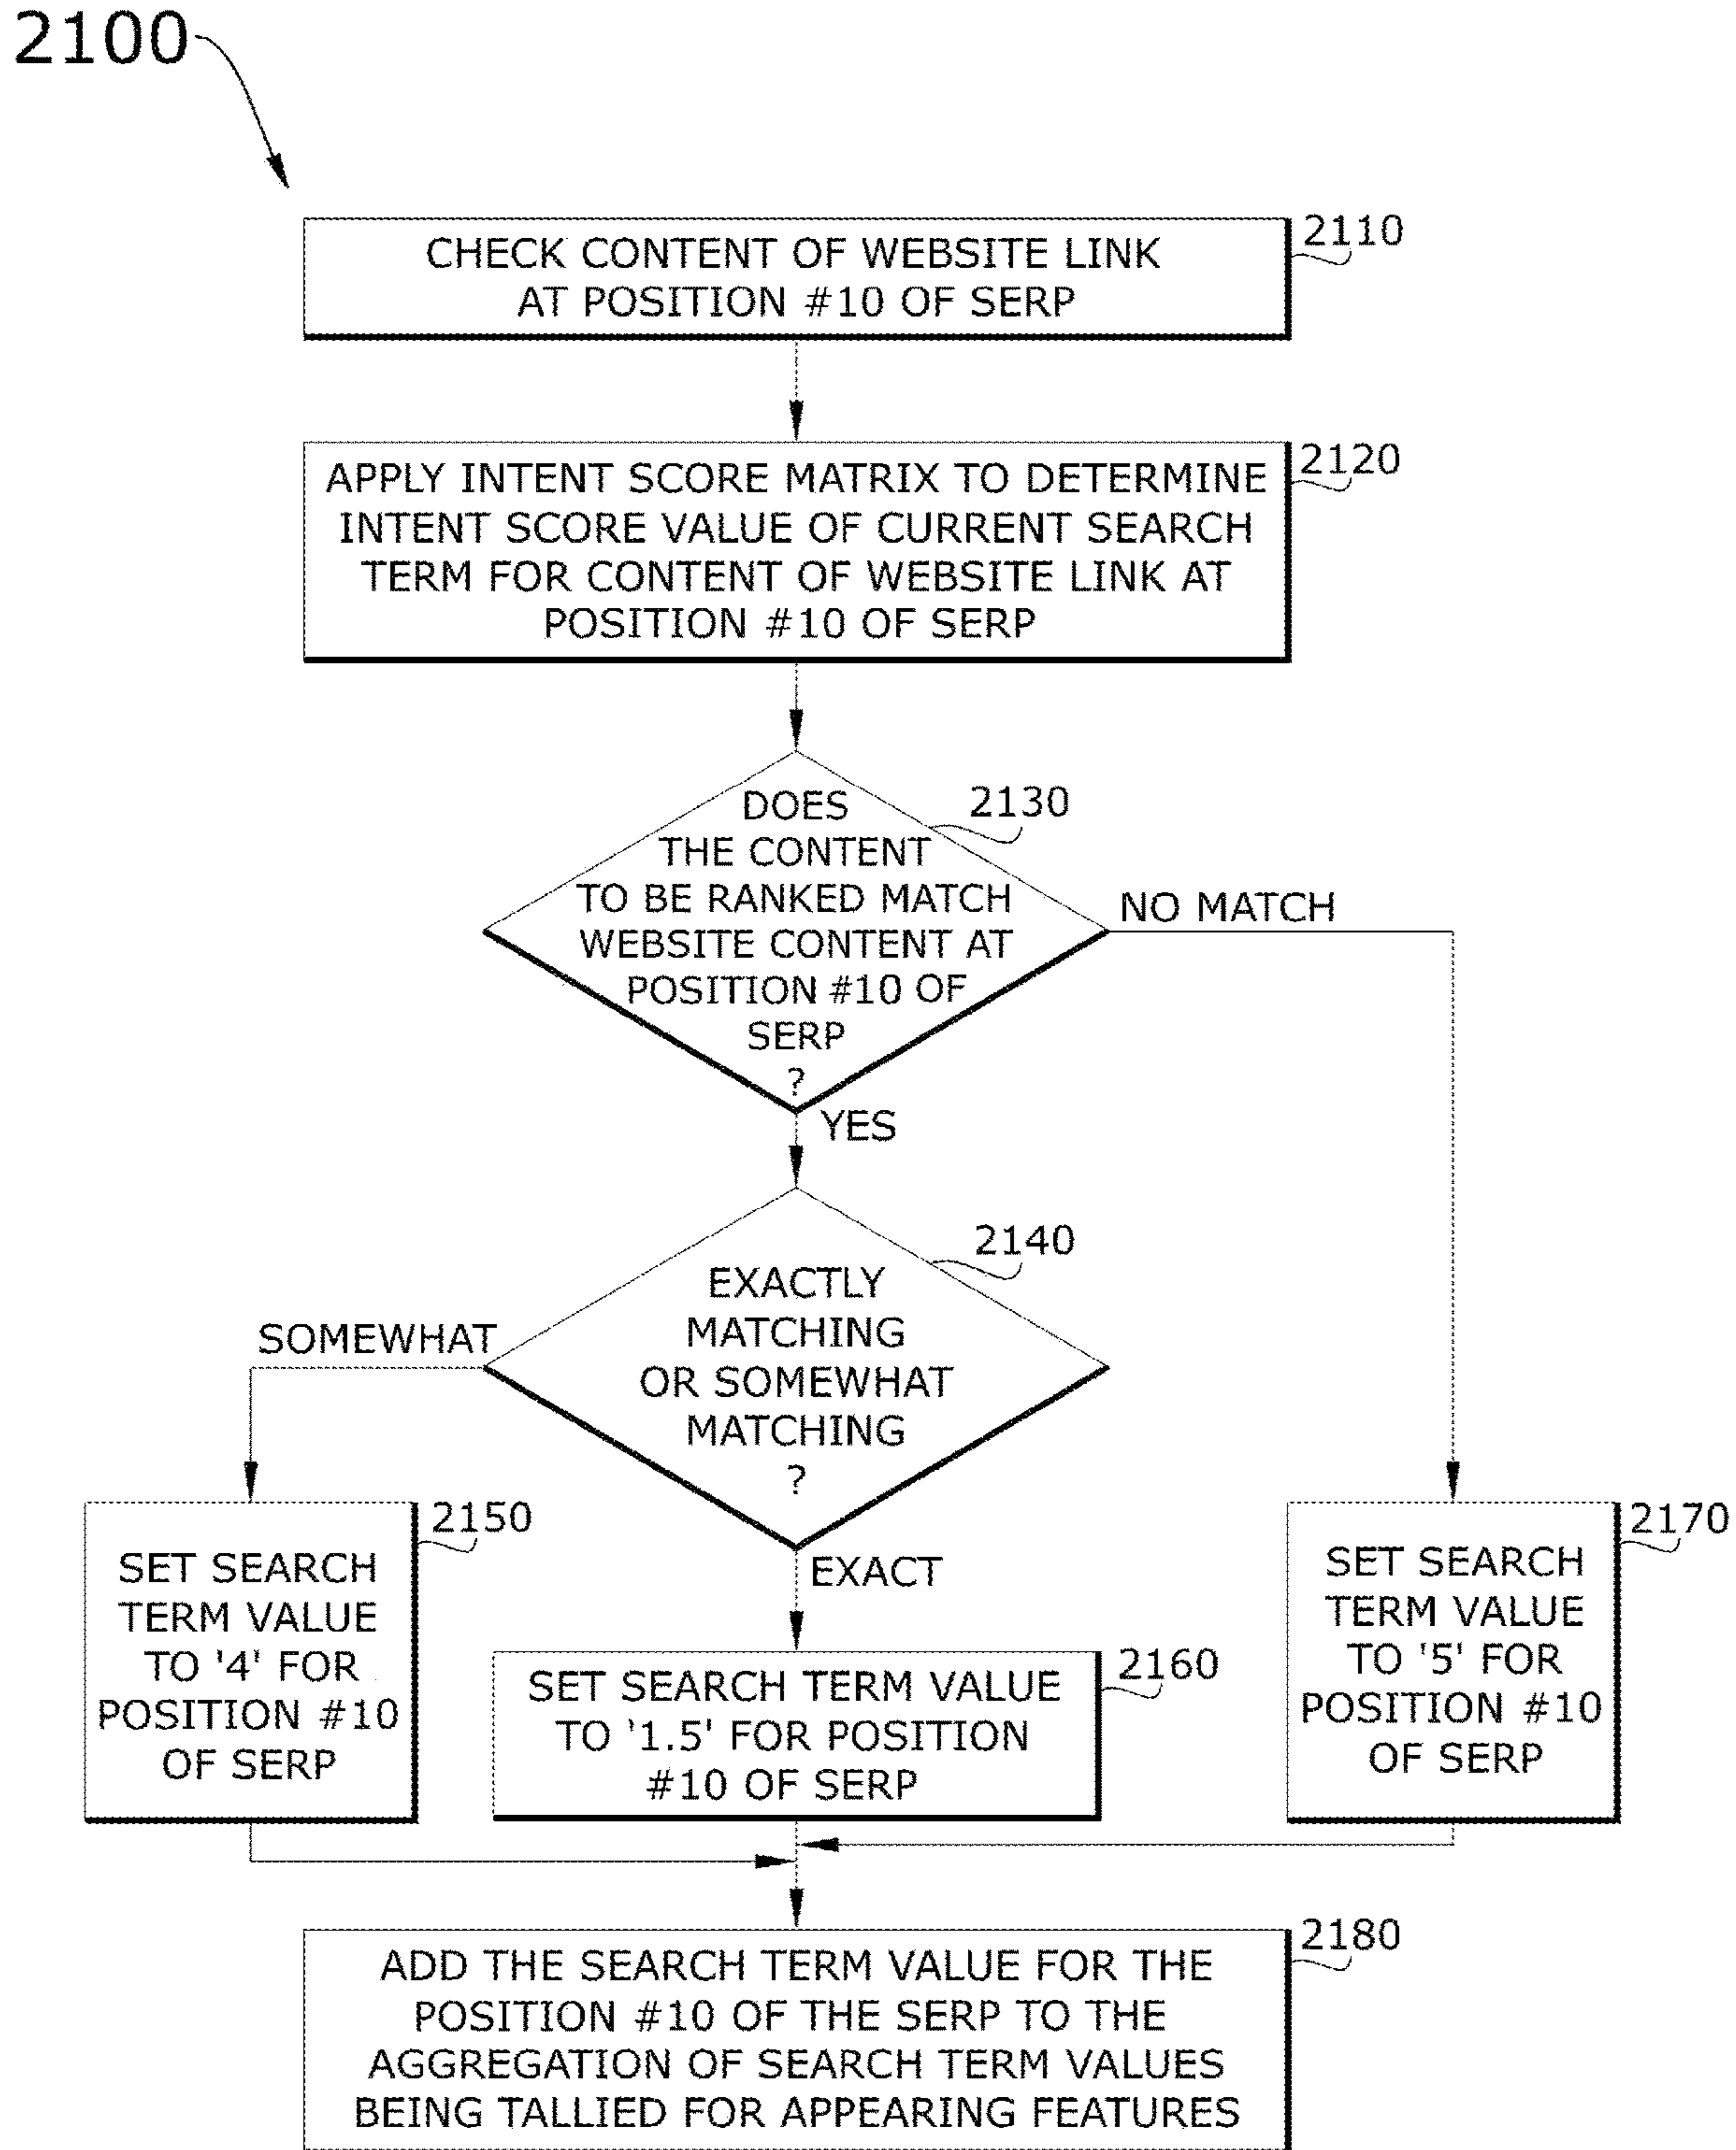 2100
CHECK CONTENT OF WEBSITE LINK
AT POSITION #10 OF SERP
2110
APPLY INTENT SCORE MATRIX TO DETERMINE
INTENT SCORE VALUE OF CURRENT SEARCH
TERM FOR CONTENT OF WEBSITE LINK AT
POSITION #10 OF SERP
2120
DOES
THE CONTENT
TO BE RANKED MATCH
WEBSITE CONTENT AT
POSITION #10 OF
SERP
?
2130
NO MATCH
YES
EXACTLY
MATCHING
OR SOMEWHAT
MATCHING
?
2140
SOMEWHAT
EXACT
SET SEARCH
TERM VALUE
TO '4' FOR
POSITION #10
OF SERP
2150
SET SEARCH TERM VALUE
TO '1.5' FOR POSITION
#10 OF SERP
2160
SET SEARCH
TERM VALUE
TO '5' FOR
POSITION #10
OF SERP
2170
ADD THE SEARCH TERM VALUE FOR THE
POSITION #10 OF THE SERP TO THE
AGGREGATION OF SEARCH TERM VALUES
BEING TALLIED FOR APPEARING FEATURES
2180